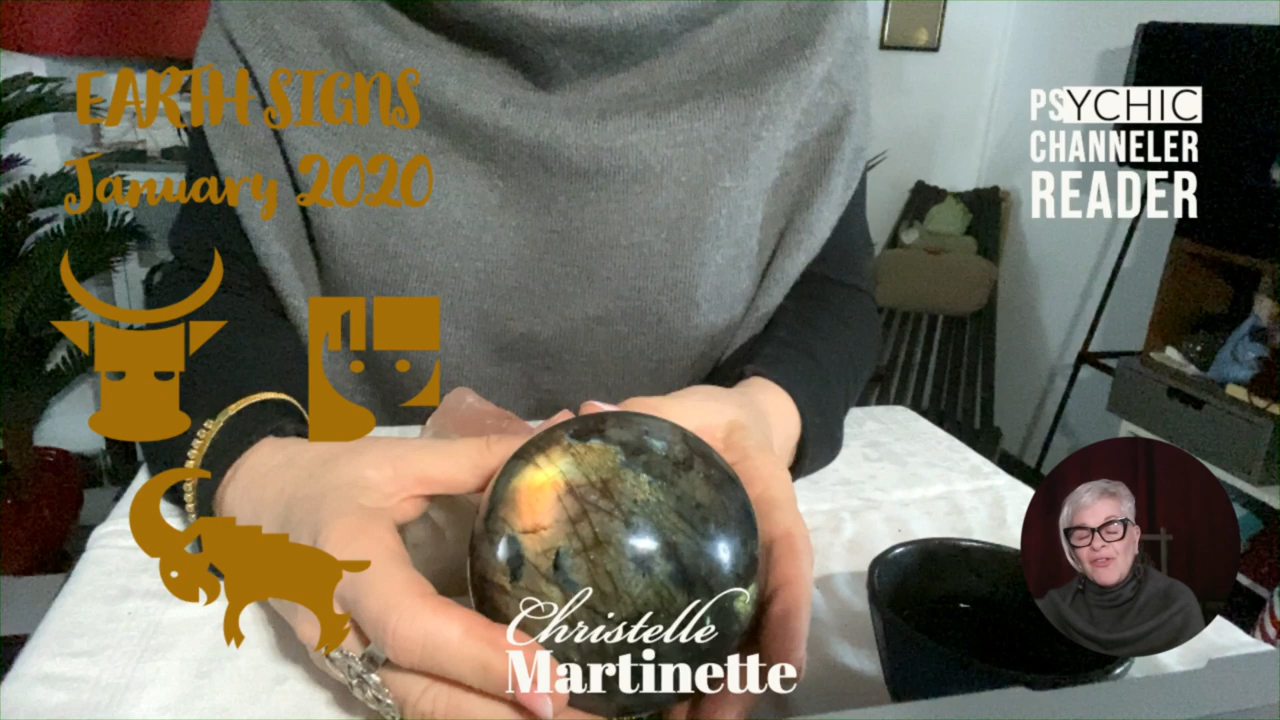 EARTH SIGNS
January 2020
PSYCHIC
CHANNELER
READER
Christelle
Martinette